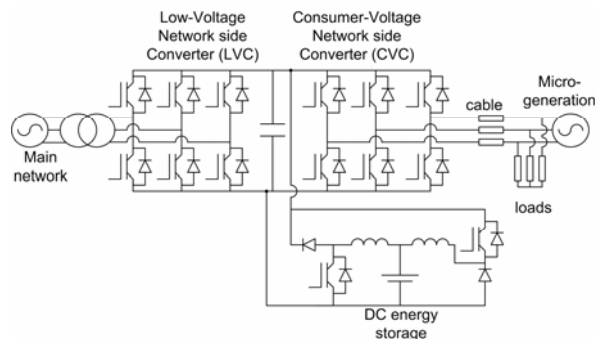 Low-Voltage
Network side
Converter (LVC)
Consumer-Voltage
Network side
Converter (CVC)
Micro-
generation
cable
Main
network
loads
DC energy
storage